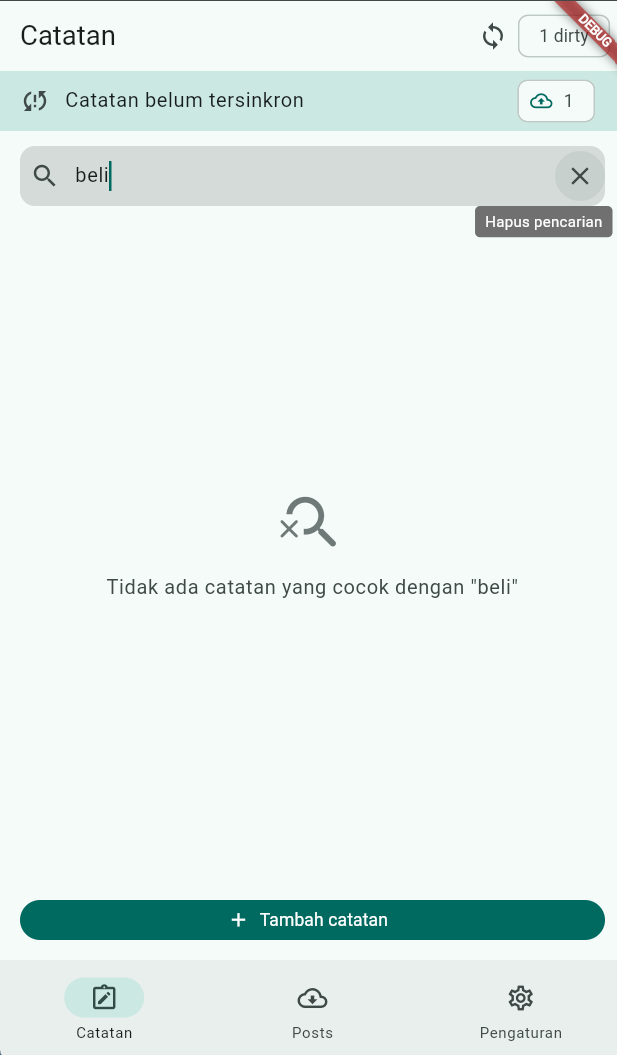 Catatan
1 dirty
DEBUG
Catatan belum tersinkron
1
beli
Hapus pencarian
Tidak ada catatan yang cocok dengan "beli"
Tambah catatan
Catatan
Posts
Pengaturan